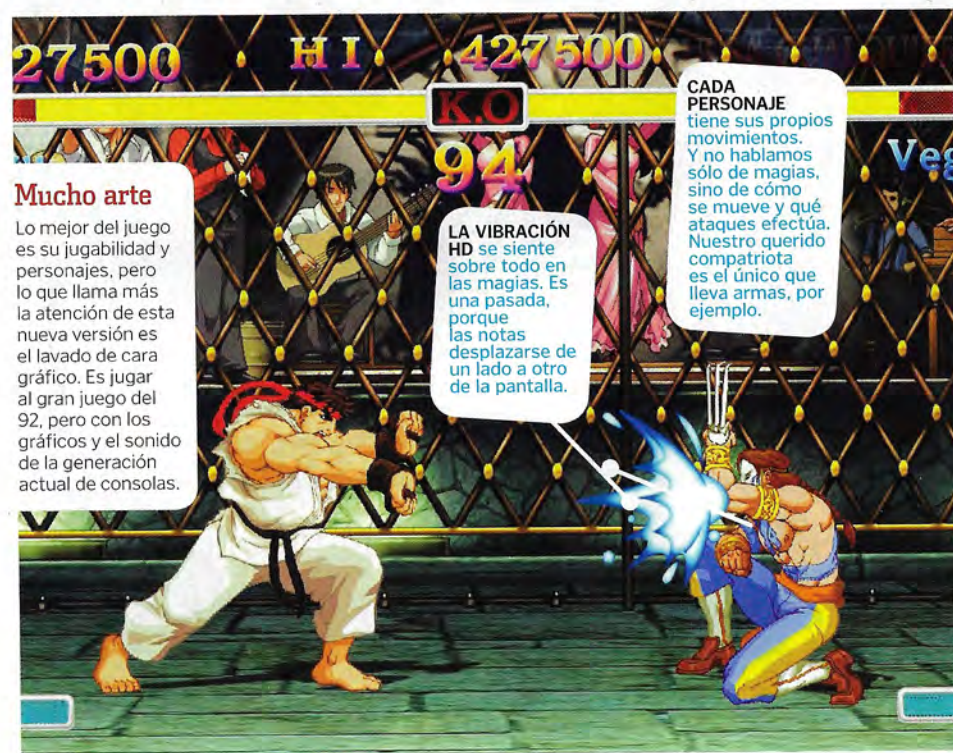 27500 HI 427500
K.O
94
Veg
Mucho arte
Lo mejor del juego
es su jugabilidad y
personajes, pero
lo que llama más
la atención de esta
nueva versión es
el lavado de cara
gráfico. Es jugar
al gran juego del
92, pero con los
gráficos y el sonido
de la generación
actual de consolas.
LA VIBRACIÓN
HD se siente
sobre todo en
las magias. Es
una pasada,
porque
las notas
desplazarse de
un lado a otro
de la pantalla.
CADA
PERSONAJE
tiene sus propios
movimientos.
Y no hablamos
sólo de magias,
sino de cómo
se mueve y qué
ataques efectúa.
Nuestro querido
compatriota
es el único que
lleva armas, por
ejemplo.